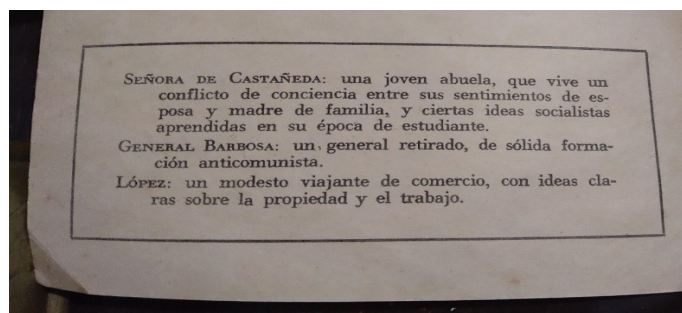 SEÑORA DE CASTAÑEDA: una joven abuela, que vive un
conflicto de conciencia entre sus sentimientos de es-
posa y madre de familia, y ciertas ideas socialistas
aprendidas en su época de estudiante.
GENERAL BARBOSA: un general retirado, de sólida forma-
ción anticomunista.
LÓPEZ: un modesto viajante de comercio, con ideas cla-
ras sobre la propiedad y el trabajo.